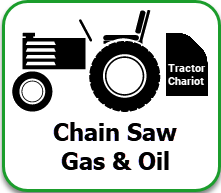 Tractor
Chariot
Chain Saw
Gas & Oil